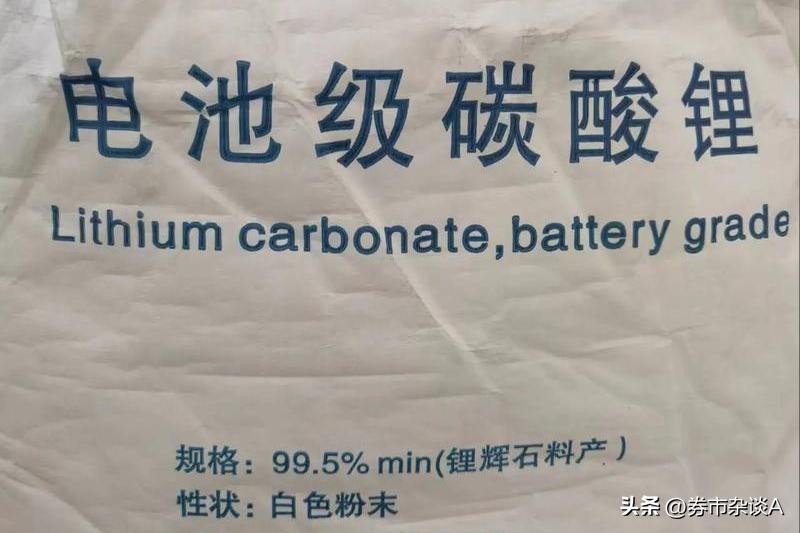 电池级碳酸锂
Lithium carbonate,battery grade
规格：99.5% min(锂辉石料产)
性状：白色粉末
头条 @券市杂谈A